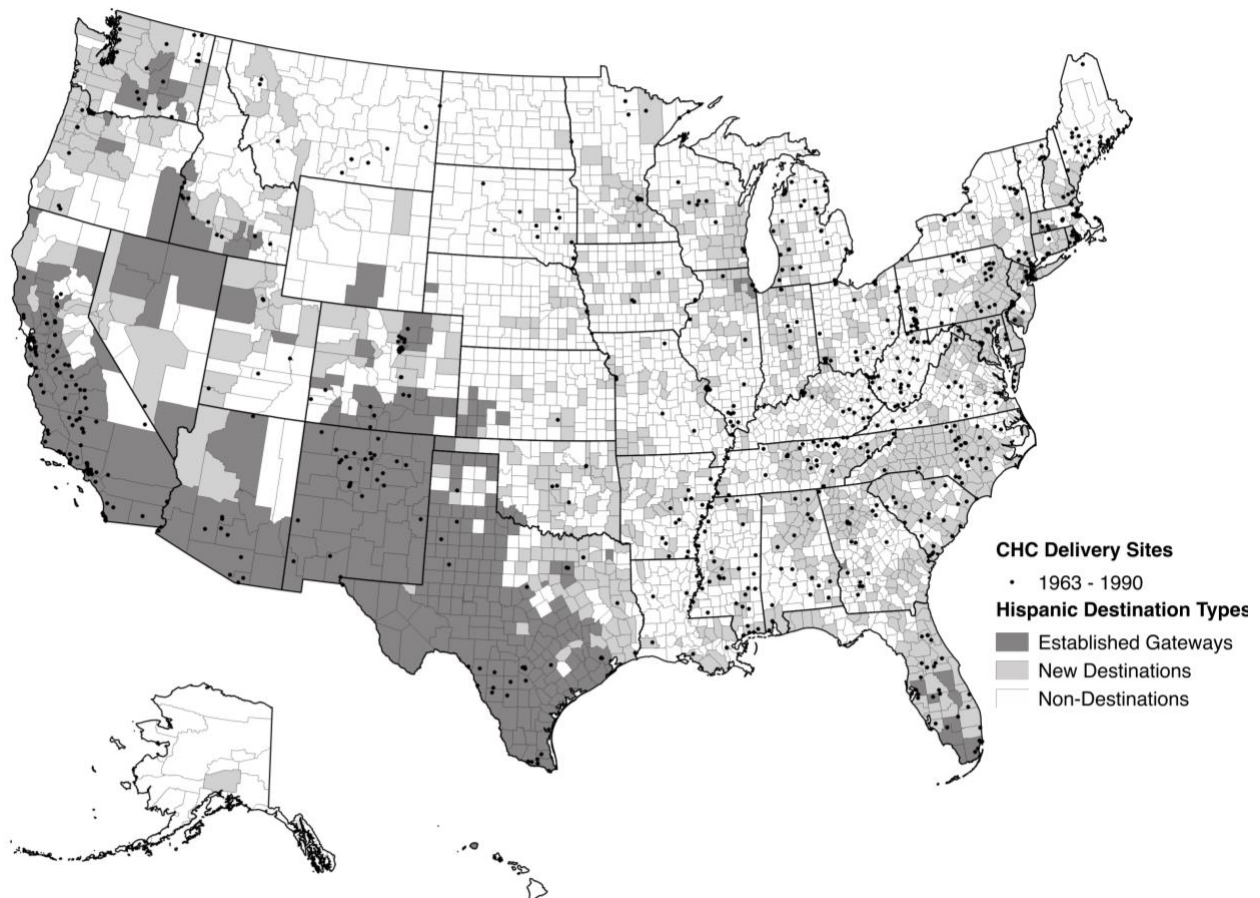 CHC Delivery Sites
1963 - 1990
Hispanic Destination Types
Established Gateways
New Destinations
Non-Destinations